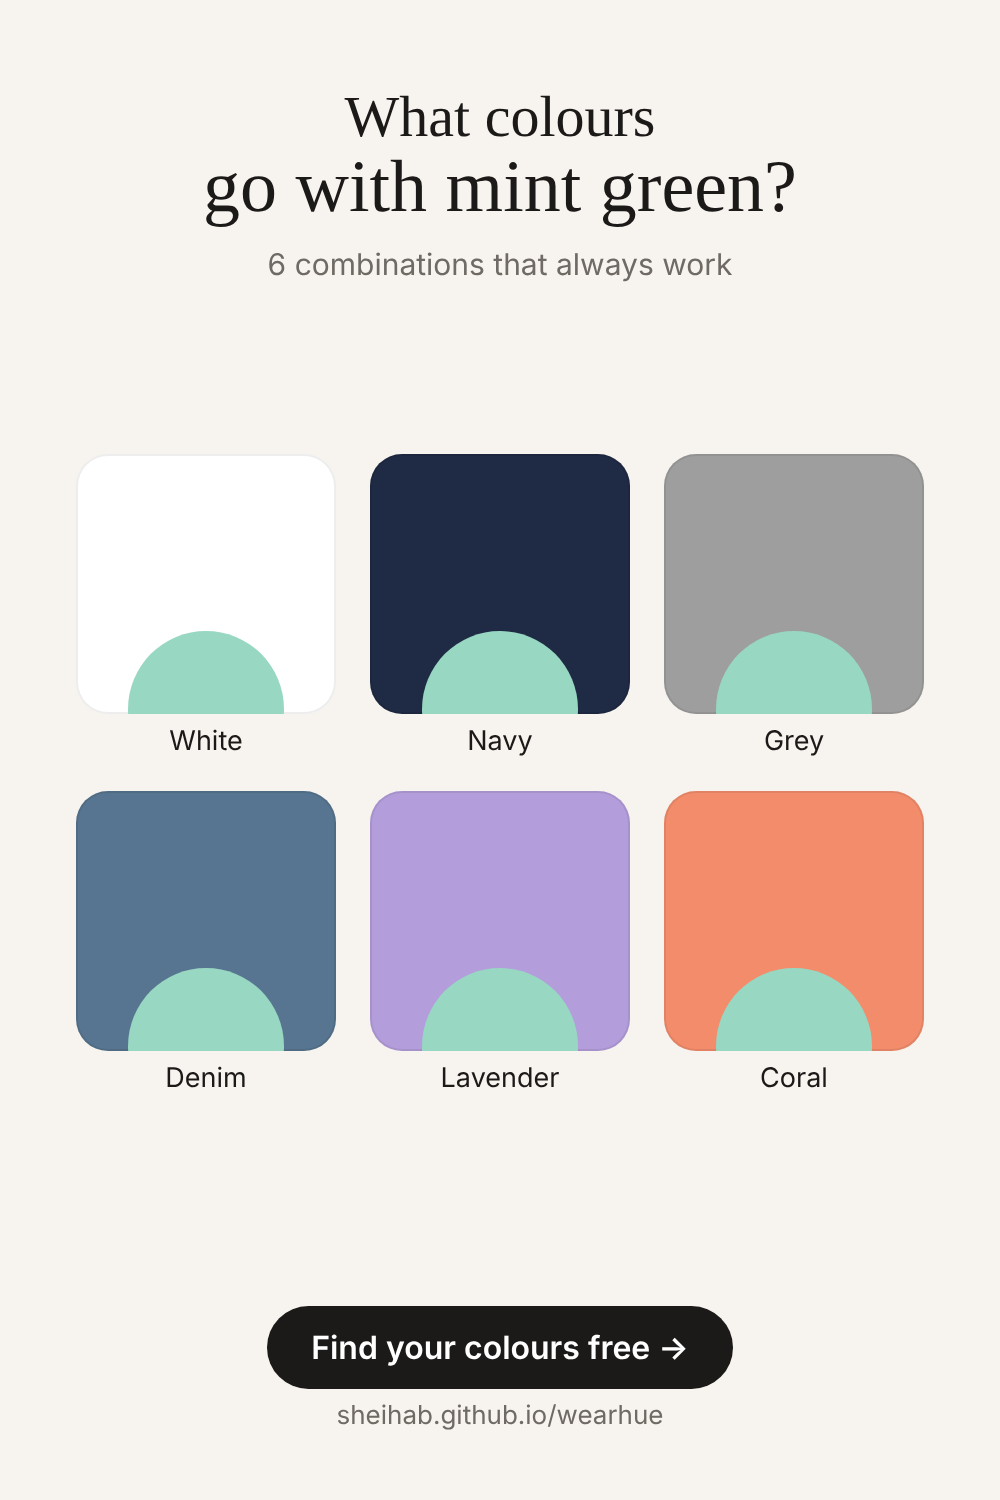 What colours
go with mint green?
6 combinations that always work
White
Navy
Grey
Denim
Lavender
Coral
Find your colours free →
sheihab.github.io/wearhue